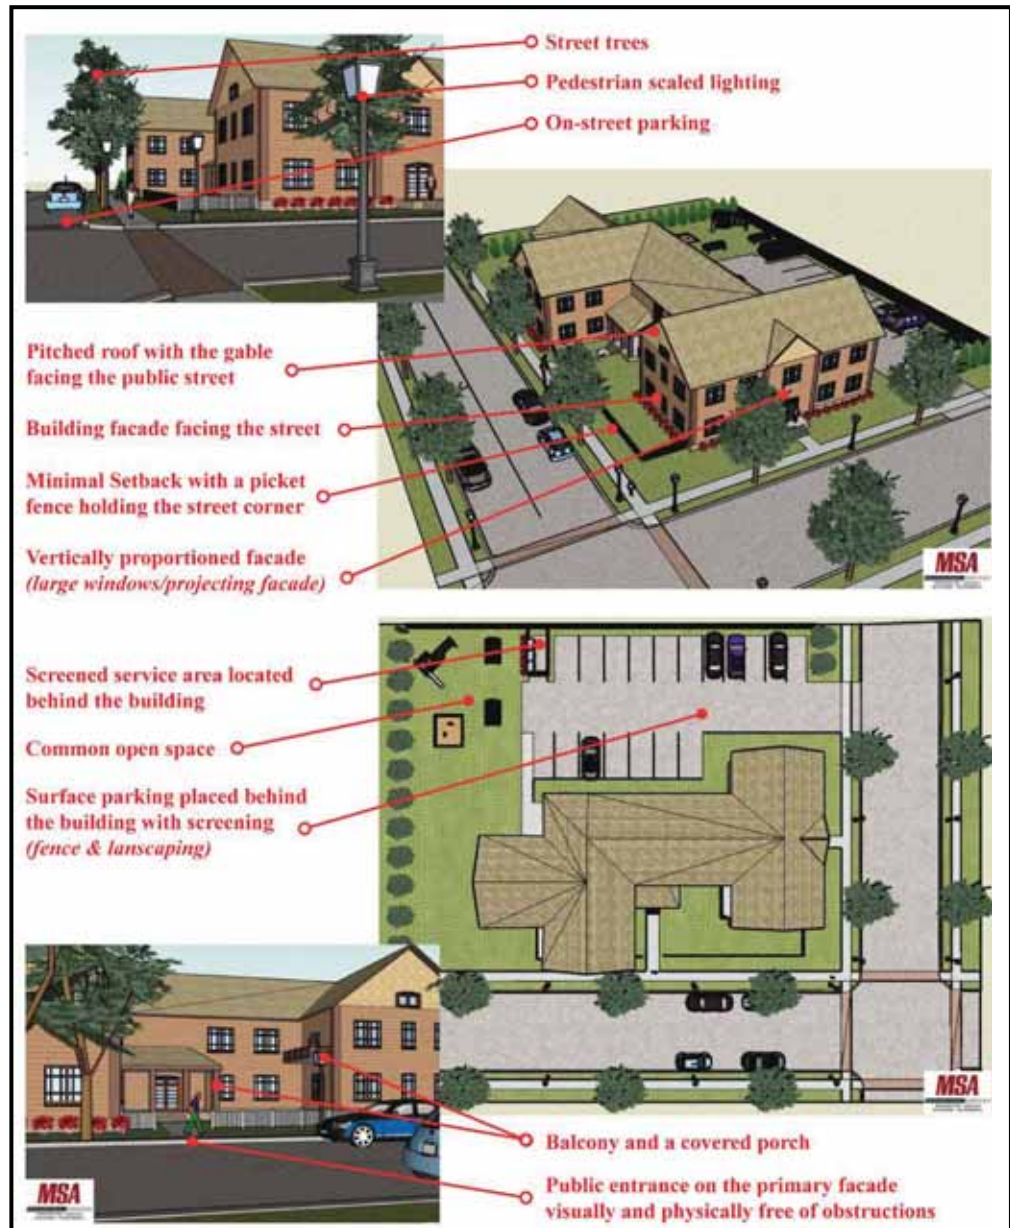 Street trees
Pedestrian scaled lighting
On-street parking
Pitched roof with the gable
facing the public street
Building facade facing the street
Minimal Setback with a picket
fence holding the street corner
Vertically proportioned facade
(large windows/projecting facade)
MSA
Screened service area located
behind the building
Common open space
Surface parking placed behind
the building with screening
(fence & lanscaping)
MSA
Balcony and a covered porch
Public entrance on the primary facade
visually and physically free of obstructions
MSA